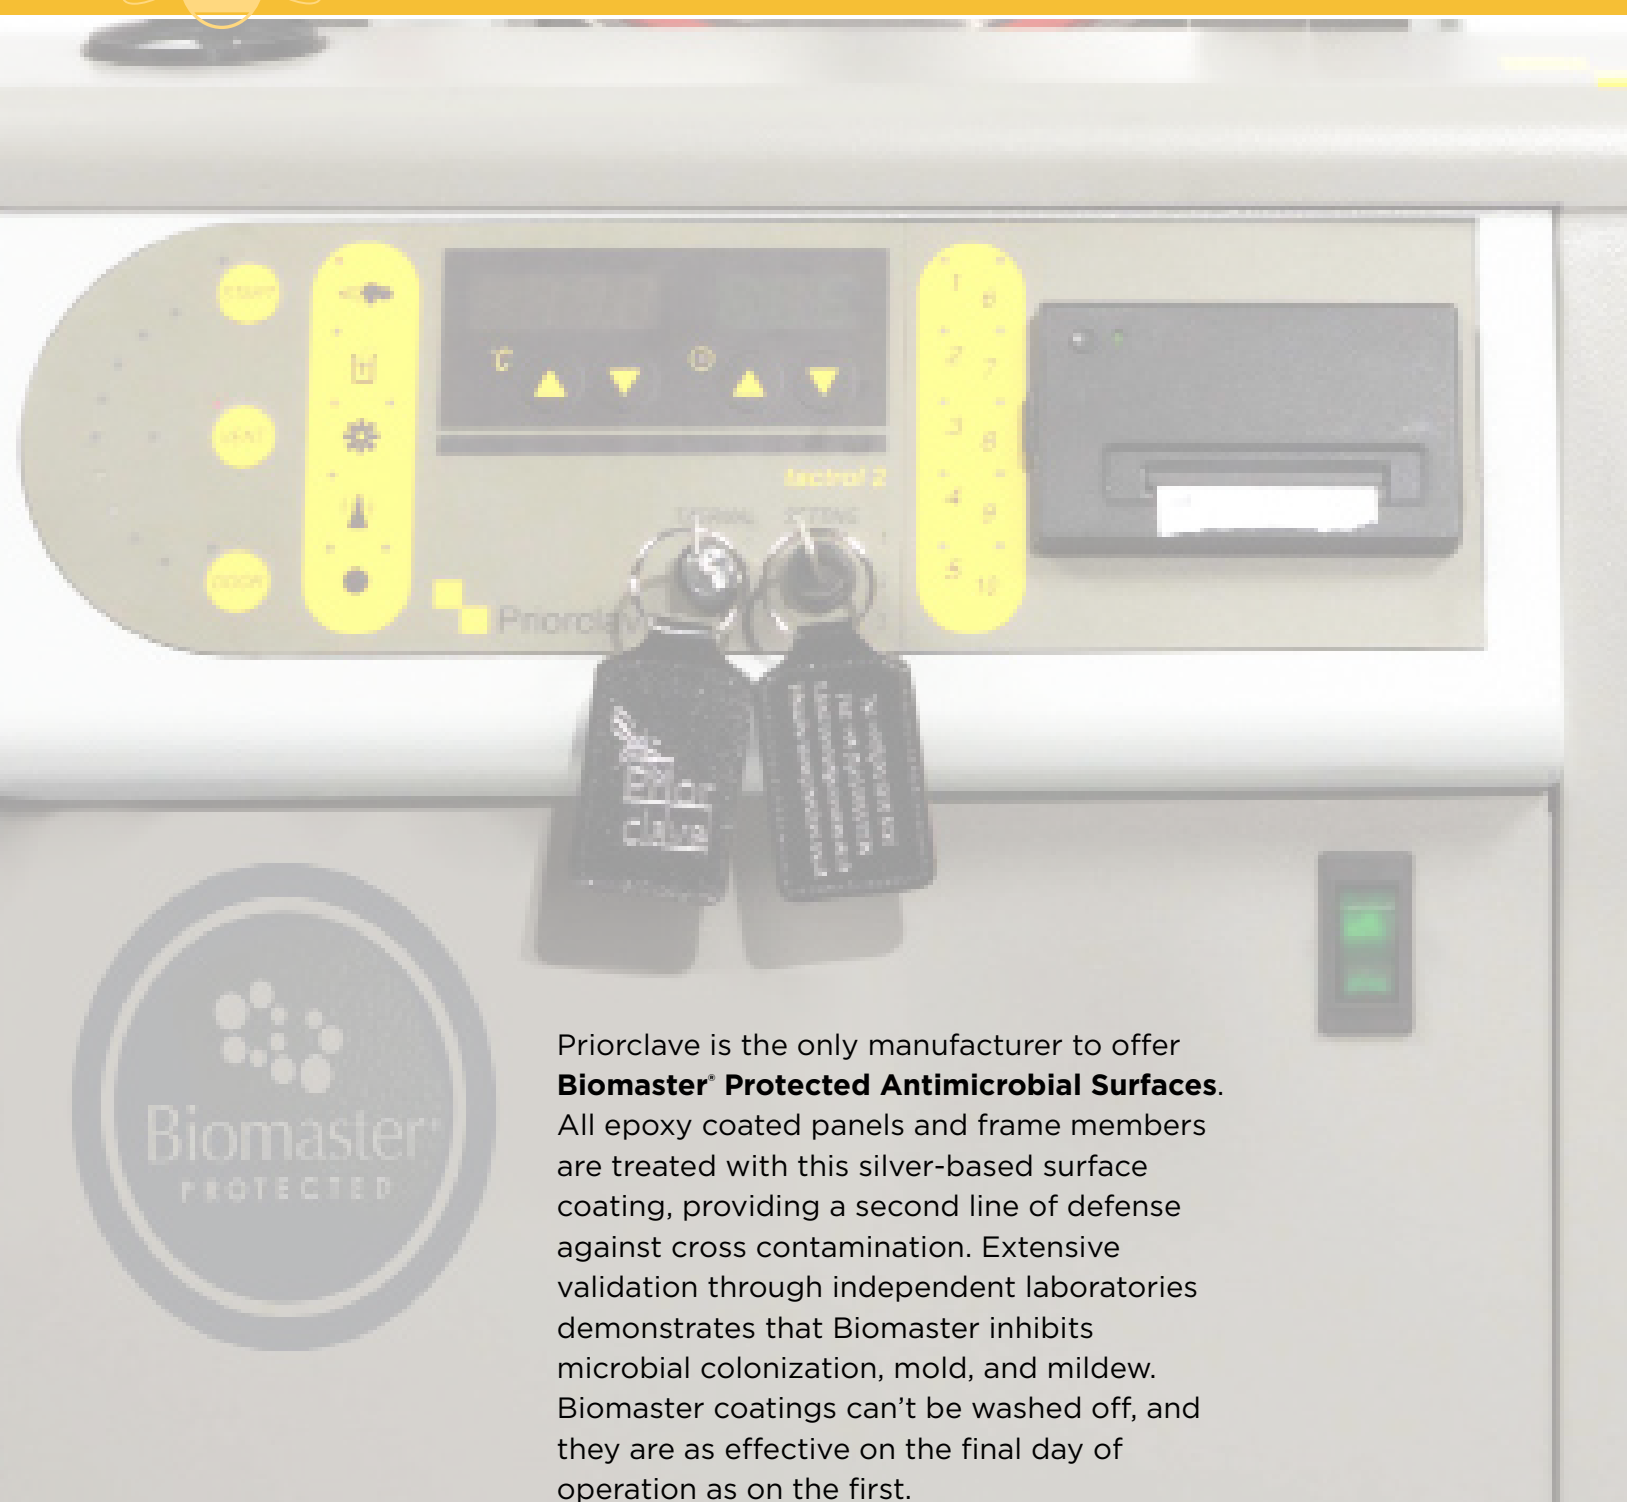 START
°C
VENT
tactrol 2
DOOR
1 6
2 7
3 8
4 9
5 10
Priorclave
Prior
clave
Biomaster®
PROTECTED
Priorclave is the only manufacturer to offer
Biomaster® Protected Antimicrobial Surfaces.
All epoxy coated panels and frame members
are treated with this silver-based surface
coating, providing a second line of defense
against cross contamination. Extensive
validation through independent laboratories
demonstrates that Biomaster inhibits
microbial colonization, mold, and mildew.
Biomaster coatings can’t be washed off, and
they are as effective on the final day of
operation as on the first.